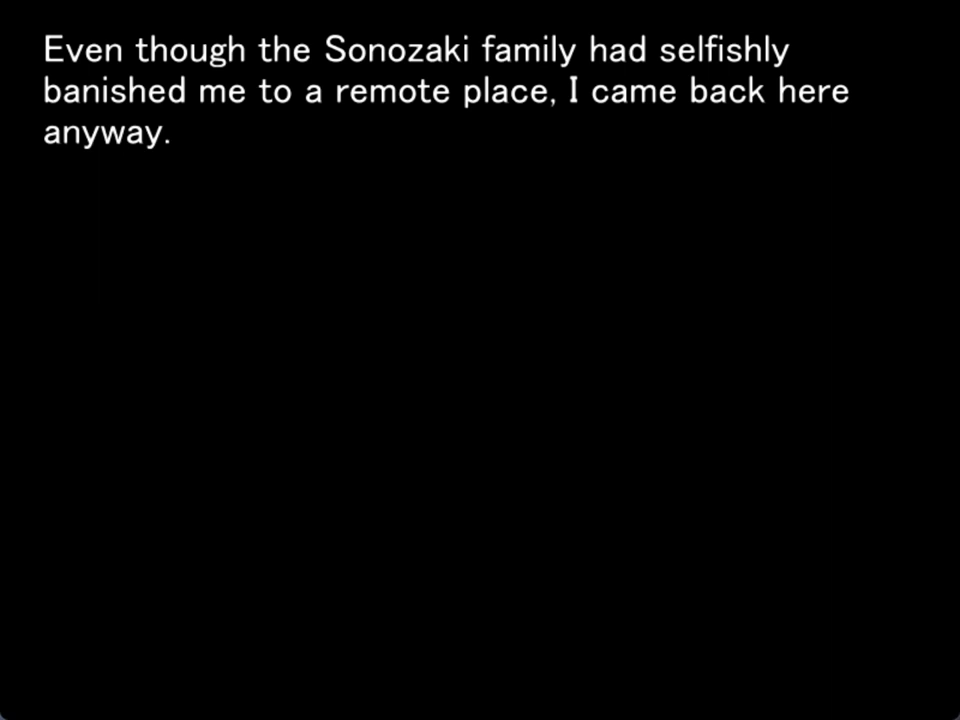 Even though the Sonozaki family had selfishly
banished me to a remote place, I came back here
anyway.